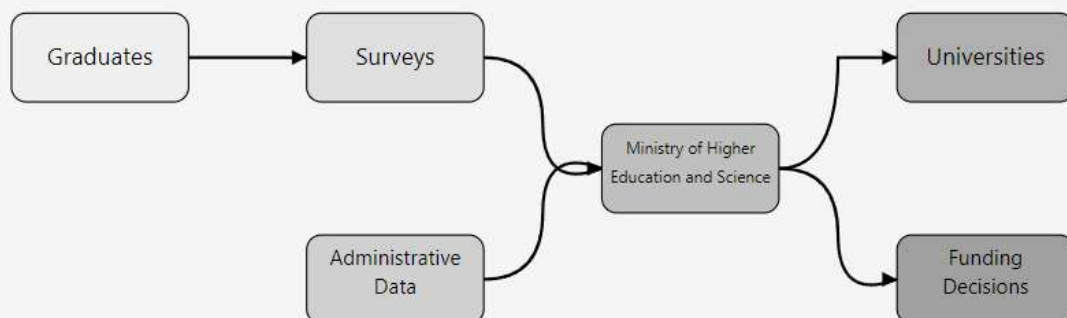 Graduates
Surveys
Universities
Ministry of Higher
Education and Science
Administrative
Data
Funding
Decisions